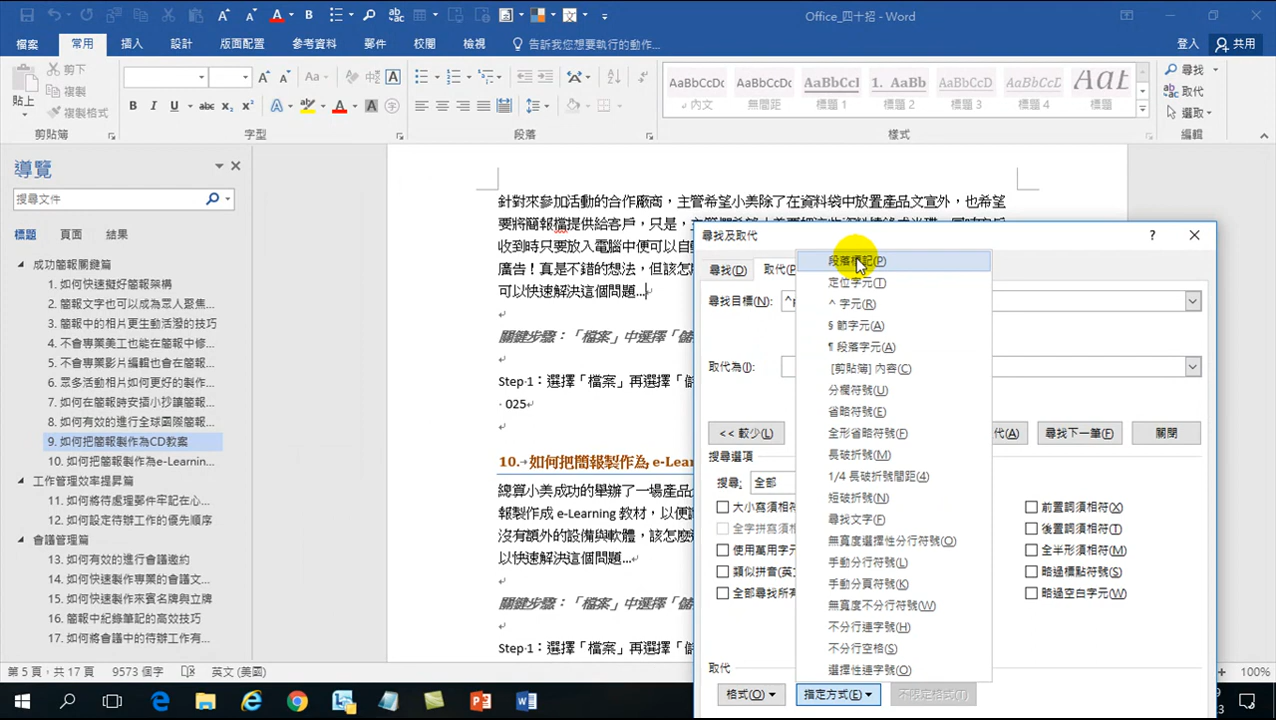 Office_四十招 - Word
檔案 常用 插入 設計 版面配置 參考資料 郵件 校閱 檢視 告訴我您想要執行的動作... 登入 共用
貼上 剪下 複製 複製格式
剪貼簿 字型 段落 樣式 編輯
AaBbCcDc AaBbCcDc AaBbCcI 1. AaBb AaBbCcD AaBbCcDc Aat
內文 無間距 標題 1 標題 2 標題 3 標題 4 標題
尋找 取代 選取
導覽
搜尋文件
標題 頁面 結果
成功簡報關鍵篇
1. 如何快速擬好簡報架構
2. 簡報文字也可以成為眾人聚焦...
3. 簡報中的相片更生動活潑的技巧
4. 不會專業美工也能在簡報中修...
5. 不會專業影片編輯也會在簡報...
6. 眾多活動相片如何更好的製作...
7. 如何在簡報時安插小抄讓簡報...
8. 如何有效的進行全球國際簡報...
9. 如何把簡報製作為CD教案
10. 如何把簡報製作為e-Learnin...
工作管理效率提昇篇
11. 如何將待處理郵件牢記在心...
12. 如何設定待辦工作的優先順序
會議管理篇
13. 如何有效的進行會議邀約
14. 如何快速製作專業的會議文...
15. 如何快速製作來賓名牌與立牌
16. 簡報中紀錄會議的高效技巧
17. 如何將會議中的待辦工作有...
針對來參加活動的合作廠商，主管希望小美除了在資料袋中放置產品文宣外，也希望
要將簡報檔提供給客戶，只是，
收到時只要放入電腦中便可以自
廣告！真是不錯的想法，但該怎
可以快速解決這個問題...
關鍵步驟：「檔案」中選擇「儲
Step 1：選擇「檔案」再選擇「儲
025
10. 如何把簡報製作為 e-Lear
總算小美成功的舉辦了一場產品
報製作成 e-Learning 教材，以便
沒有額外的設備與軟體，該怎麼
以快速解決這個問題...
關鍵步驟：「檔案」中選擇「儲
Step 1：選擇「檔案」再選擇「儲
尋找及取代
尋找(D) 取代(P)
尋找目標(N): ^p
取代為(I):
<< 較少(L) 代(A) 尋找下一筆(F) 關閉
搜尋選項
搜尋: 全部
大小寫須相符
全字拼寫須相
使用萬用字元
類似拼音(英
全部尋找所有
前置詞須相符(X)
後置詞須相符(T)
全半形須相符(M)
略過標點符號(S)
略過空白字元(W)
取代
格式(O) 指定方式(E) 不限定格式(T)
段落標記(P)
定位字元(T)
^ 字元(R)
§ 節字元(A)
¶ 段落字元(A)
[剪貼簿] 內容(C)
分欄符號(U)
省略符號(E)
全形省略符號(F)
長破折號(M)
1/4 長破折號間距(4)
短破折號(N)
尋找文字(F)
無寬度選擇性分行符號(O)
手動分行符號(L)
手動分頁符號(K)
無寬度不分行符號(W)
不分行連字號(H)
不分行空格(S)
選擇性連字號(O)
第 5 頁，共 17 頁 9573 個字 英文 (美國) 100%